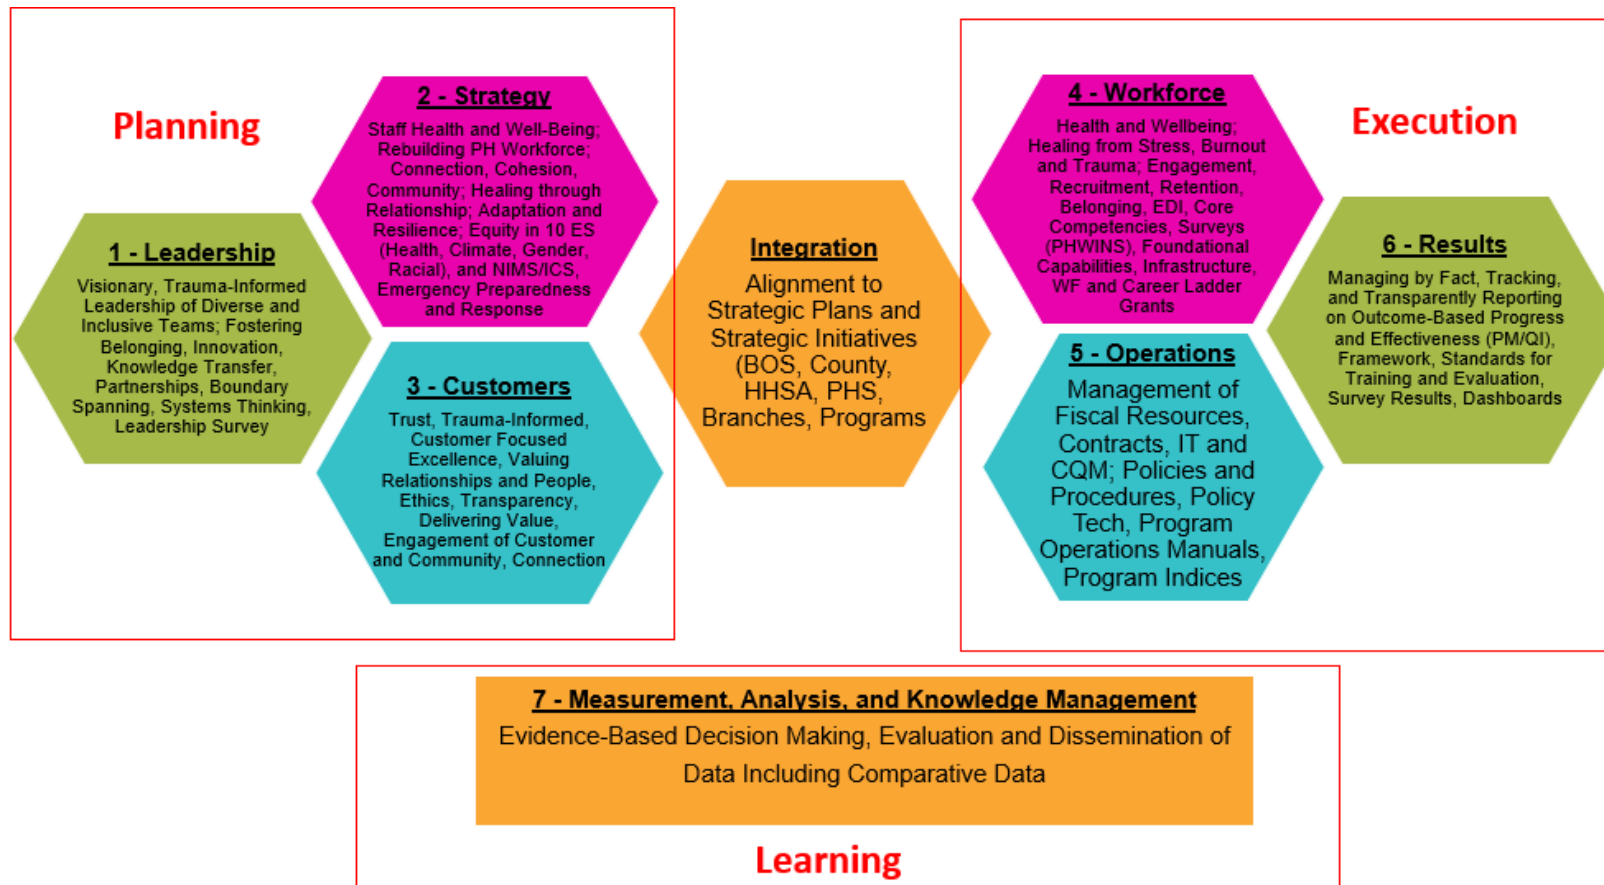 Planning
1 - Leadership
Visionary, Trauma-Informed
Leadership of Diverse and
Inclusive Teams; Fostering
Belonging, Innovation,
Knowledge Transfer,
Partnerships, Boundary
Spanning, Systems Thinking,
Leadership Survey
2 - Strategy
Staff Health and Well-Being;
Rebuilding PH Workforce;
Connection, Cohesion,
Community; Healing through
Relationship; Adaptation and
Resilience; Equity in 10 ES
(Health, Climate, Gender,
Racial), and NIMS/ICS,
Emergency Preparedness
and Response
3 - Customers
Trust, Trauma-Informed,
Customer Focused
Excellence, Valuing
Relationships and People,
Ethics, Transparency,
Delivering Value,
Engagement of Customer
and Community, Connection
Integration
Alignment to
Strategic Plans and
Strategic Initiatives
(BOS, County,
HHSA, PHS,
Branches, Programs
Execution
4 - Workforce
Health and Wellbeing;
Healing from Stress, Burnout
and Trauma; Engagement,
Recruitment, Retention,
Belonging, EDI, Core
Competencies, Surveys
(PHWINS), Foundational
Capabilities, Infrastructure,
WF and Career Ladder
Grants
5 - Operations
Management of
Fiscal Resources,
Contracts, IT and
CQM; Policies and
Procedures, Policy
Tech, Program
Operations Manuals,
Program Indices
6 - Results
Managing by Fact, Tracking,
and Transparently Reporting
on Outcome-Based Progress
and Effectiveness (PM/QI),
Framework, Standards for
Training and Evaluation,
Survey Results, Dashboards
7 - Measurement, Analysis, and Knowledge Management
Evidence-Based Decision Making, Evaluation and Dissemination of
Data Including Comparative Data
Learning